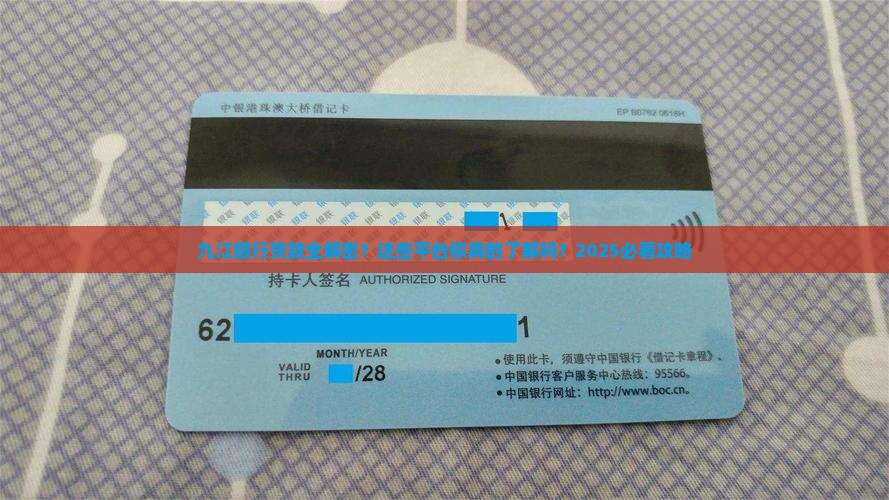 中银港珠澳大桥借记卡
EP B0762 0618H
1
九江银行贷款全解密？这些平台你真的了解吗？2025必看攻略
持卡人签名 AUTHORIZED SIGNATURE
62 1
MONTH/YEAR
VALID THRU /28
•使用此卡，须遵守中国银行《借记卡章程》。
•中国银行客户服务中心热线：95566。
•中国银行网址：http://www.boc.cn。